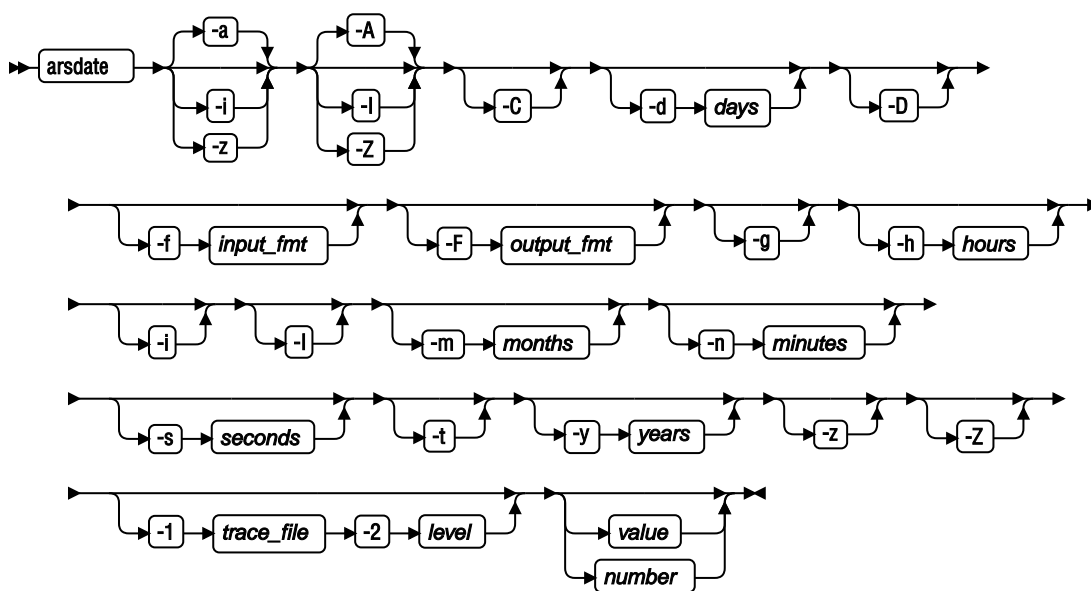 -a -A
arsdate
-i -I -C -d days -D
-z -Z
-f input_fmt -F output_fmt -g -h hours
-i -I -m months -n minutes
-s seconds -t -y years -z -Z
-1 trace_file -2 level value
number